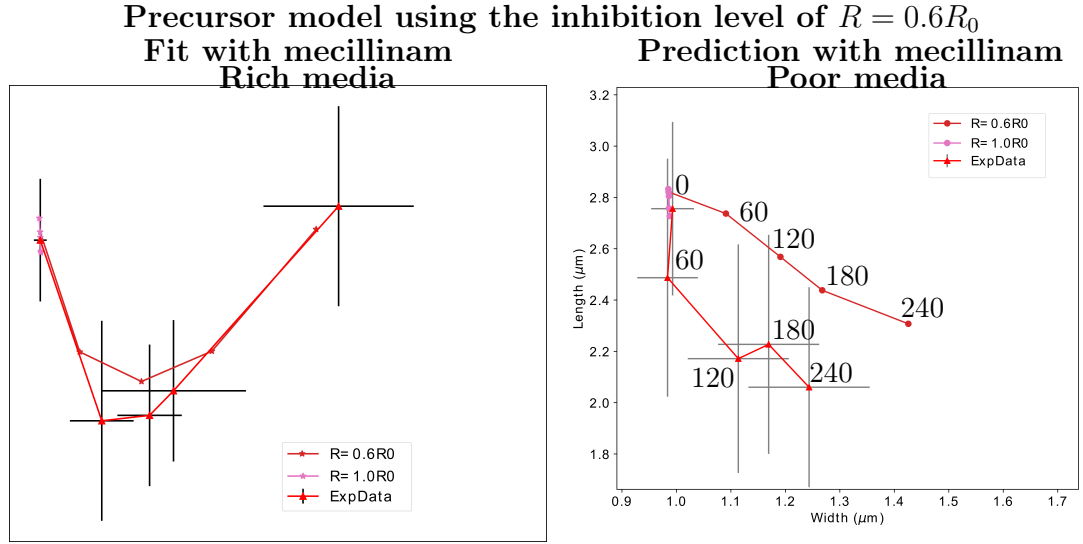 Precursor model using the inhibition level of R = 0.6R₀
Fit with mecillinam
Rich media
R= 0.6R0
R= 1.0R0
ExpData
Prediction with mecillinam
Poor media
3.2
3.0
2.8
2.6
2.4
2.2
2.0
1.8
Length (μm)
R= 0.6R0
R= 1.0R0
ExpData
0
60
120
180
240
60
120
180
240
0.9 1.0 1.1 1.2 1.3 1.4 1.5 1.6 1.7
Width (μm)